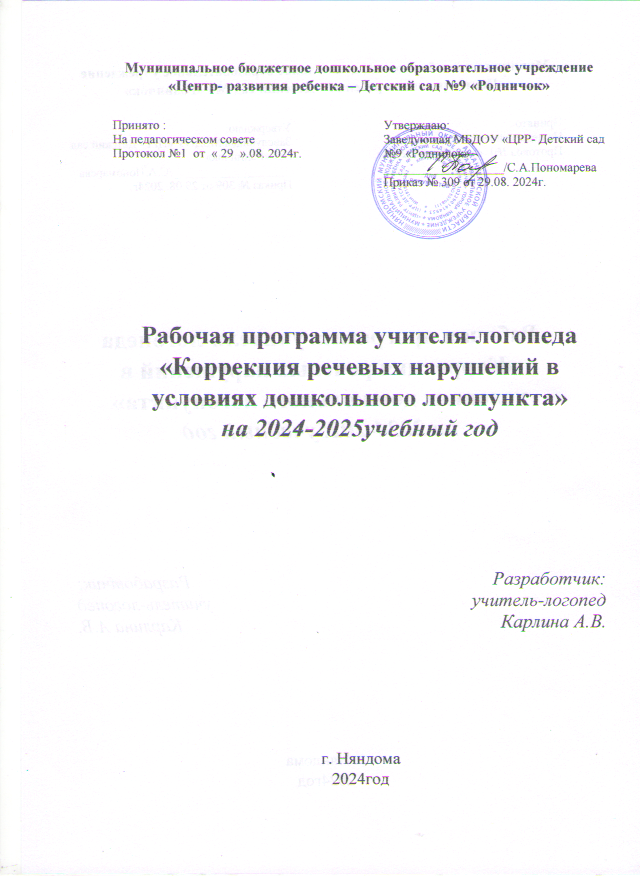 Муниципальное бюджетное дошкольное образовательное учреждение
«Центр- развития ребенка – Детский сад №9 «Родничок»
Принято :
На педагогическом совете
Протокол №1 от « 29 ».08. 2024г.
Утверждаю:
Заведующая МБДОУ «ЦРР- Детский сад
№9 «Родничок»
/С.А.Пономарева
Приказ № 309 от 29.08. 2024г.
Рабочая программа учителя-логопеда
«Коррекция речевых нарушений в
условиях дошкольного логопункта»
на 2024-2025учебный год
Разработчик:
учитель-логопед
Карлина А.В.
г. Няндома
2024год